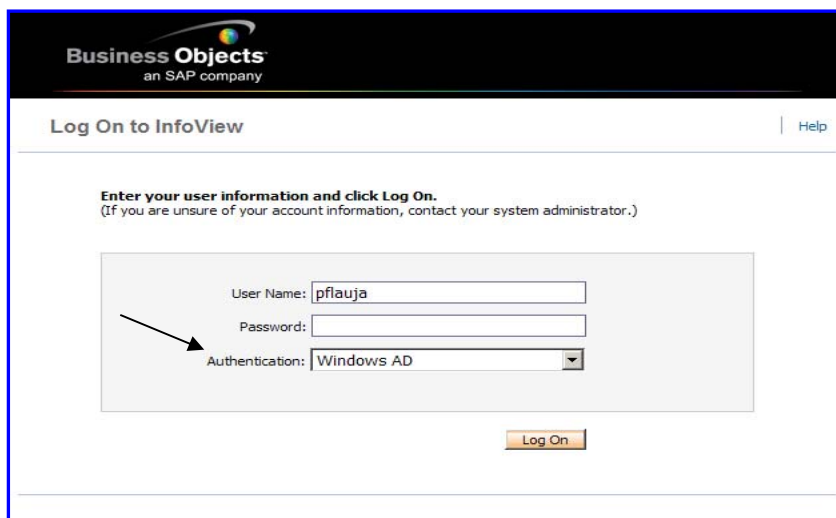 Business Objects
an SAP company
Log On to InfoView
Help
Enter your user information and click Log On.
(If you are unsure of your account information, contact your system administrator.)
User Name: pflauja
Password:
Authentication: Windows AD
Log On